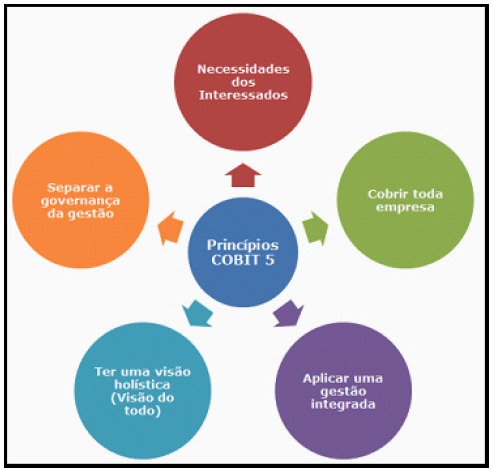 Necessidades
dos
Interessados
Separar a
governança
da gestão
Cobrir toda
empresa
Princípios
COBIT 5
Ter uma visão
holística
(Visão do
todo)
Aplicar uma
gestão
integrada